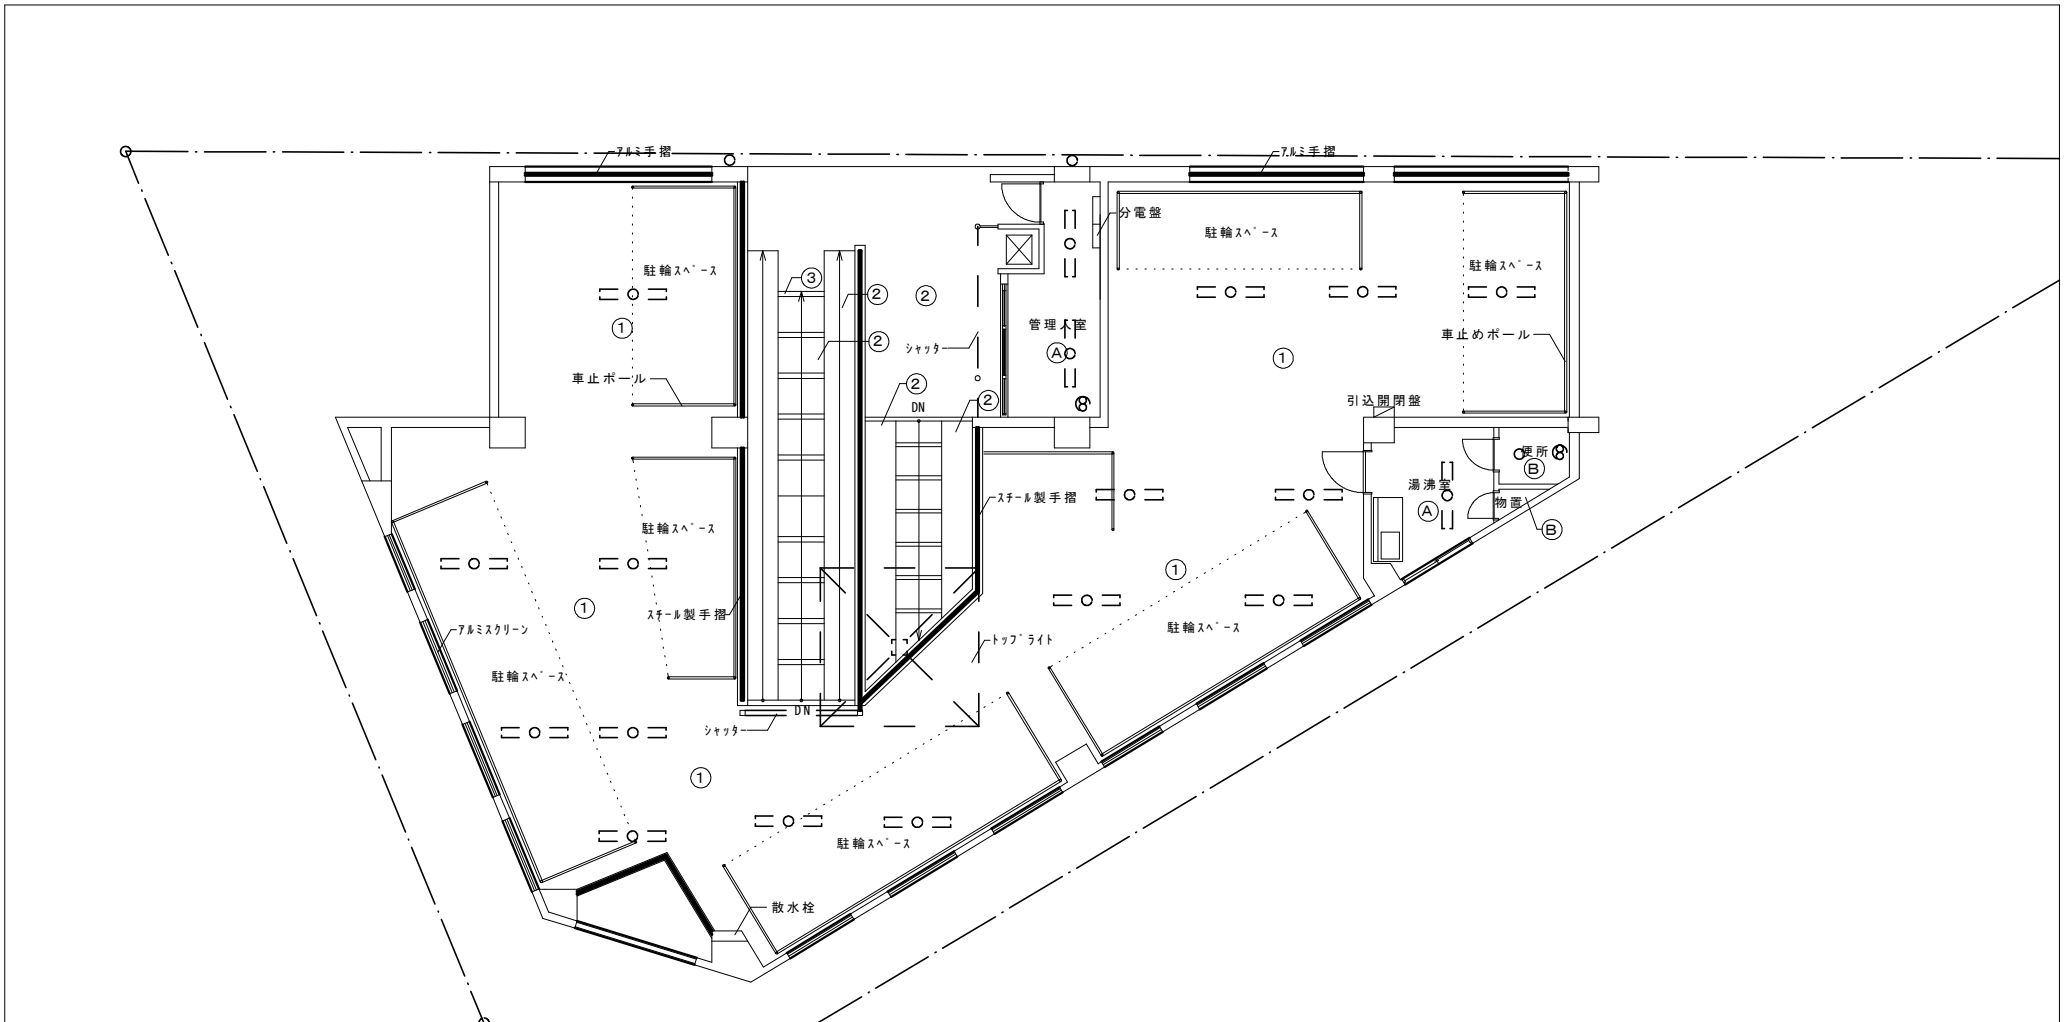 アルミ手摺
アルミ手摺
分電盤
駐輪スペース
駐輪スペース
駐輪スペース
③
②
②
①
管理人室
シャッター
車止めポール
②
Ⓐ
①
車止ポール
②
②
DN
引込開閉盤
便所
Ⓑ
湯沸室
スチール製手摺
物置
Ⓐ
駐輪スペース
Ⓑ
①
①
スチール製手摺
アルミスクリーン
駐輪スペース
トップライト
駐輪スペース
DN
シャッター
①
駐輪スペース
散水栓